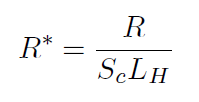 R* = R / (S_c L_H)